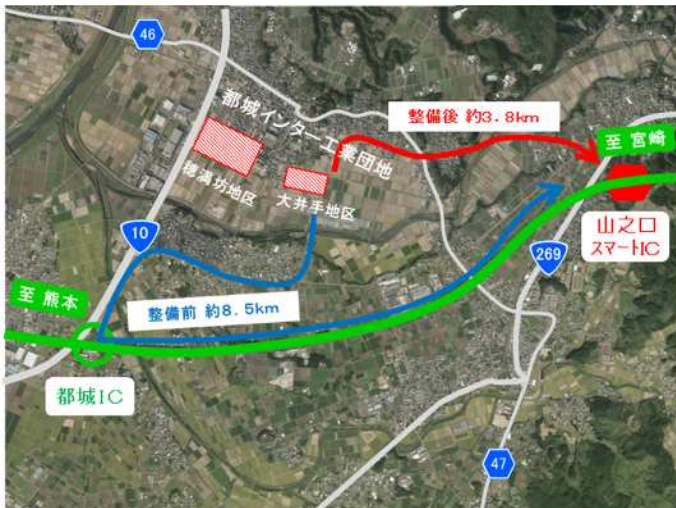 46
都城インター工業団地
整備後 約3.8km
至 宮崎
穂満坊地区
大井手地区
山之口
スマートIC
10
269
至 熊本
整備前 約8.5km
都城IC
47